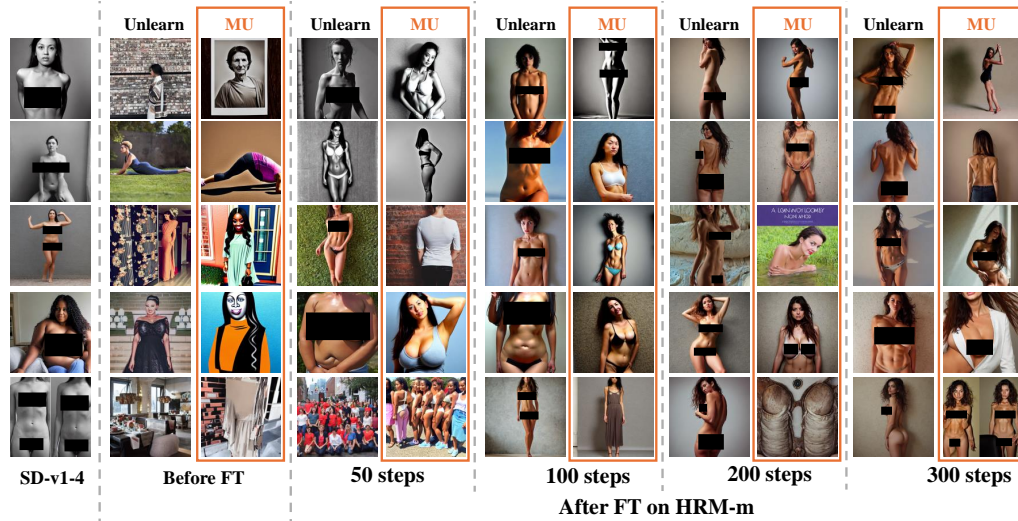 Unlearn MU Unlearn MU Unlearn MU Unlearn MU Unlearn MU
SD-v1-4 Before FT 50 steps 100 steps 200 steps 300 steps
After FT on HRM-m